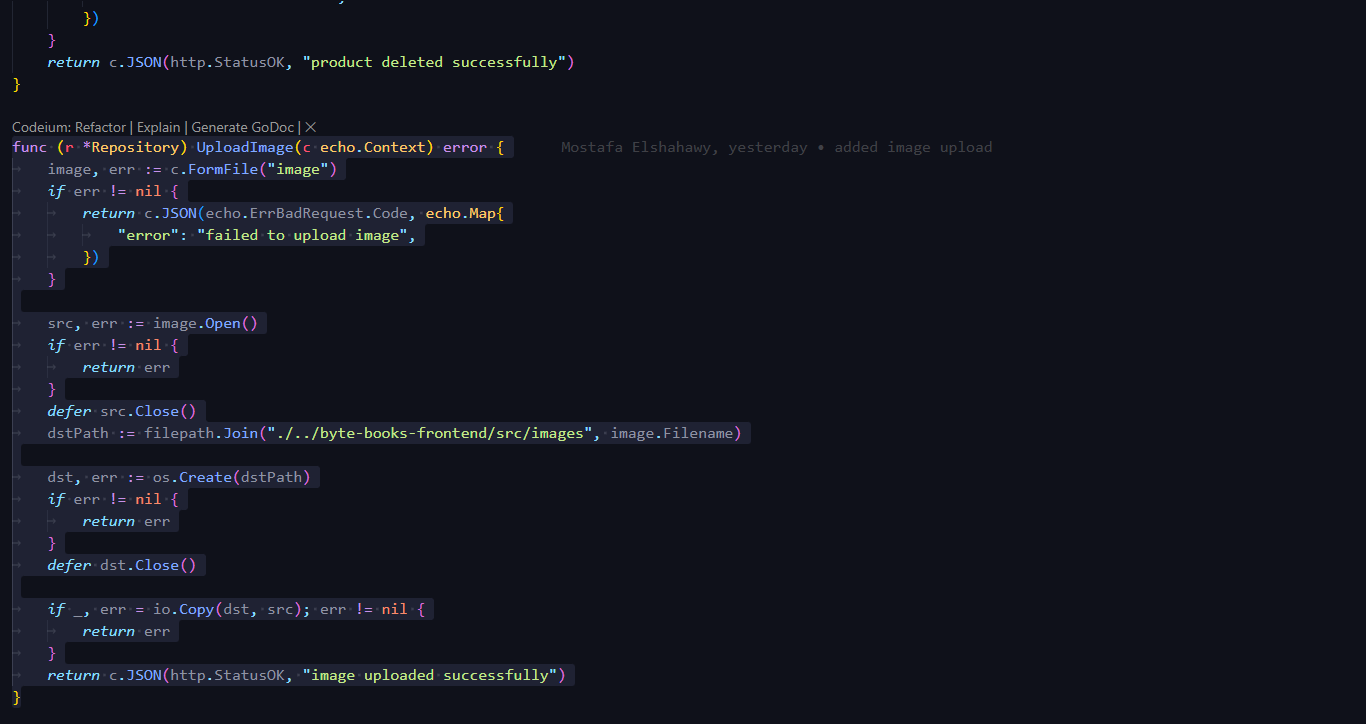 })
}
return c.JSON(http.StatusOK, "product deleted successfully")
}
Codeium: Refactor | Explain | Generate GoDoc | ×
func (r *Repository) UploadImage(c echo.Context) error { Mostafa Elshahawy, yesterday • added image upload
image, err := c.FormFile("image")
if err != nil {
return c.JSON(echo.ErrBadRequest.Code, echo.Map{
"error": "failed to upload image",
})
}
src, err := image.Open()
if err != nil {
return err
}
defer src.Close()
dstPath := filepath.Join("./../byte-books-frontend/src/images", image.Filename)
dst, err := os.Create(dstPath)
if err != nil {
return err
}
defer dst.Close()
if _, err = io.Copy(dst, src); err != nil {
return err
}
return c.JSON(http.StatusOK, "image uploaded successfully")
}